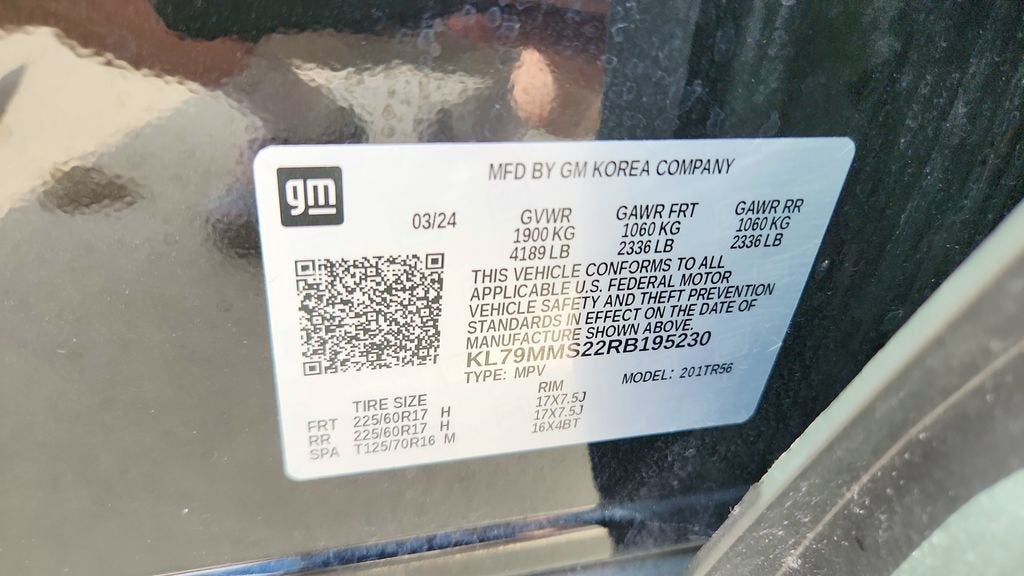 gm
MFD BY GM KOREA COMPANY
03/24 GVWR GAWR FRT GAWR RR
1900 KG 1060 KG 1060 KG
4189 LB 2336 LB 2336 LB
THIS VEHICLE CONFORMS TO ALL
APPLICABLE U.S. FEDERAL MOTOR
VEHICLE SAFETY AND THEFT PREVENTION
STANDARDS IN EFFECT ON THE DATE OF
MANUFACTURE SHOWN ABOVE.
KL79MMS22RB195230
TYPE: MPV MODEL: 201TR56
TIRE SIZE RIM
FRT 225/60R17 H 17X7.5J
RR 225/60R17 H 17X7.5J
SPA T125/70R16 M 16X4BT